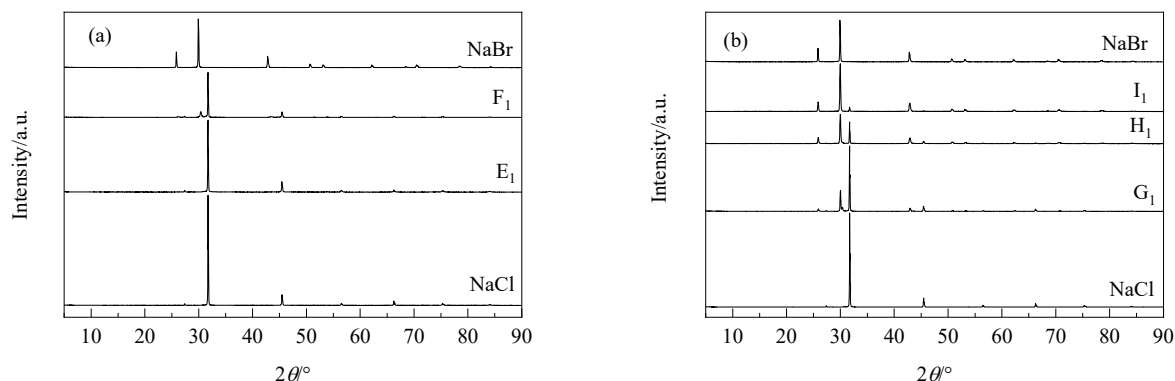 (a)
NaBr
F₁
E₁
NaCl
Intensity/a.u.
10 20 30 40 50 60 70 80 90
2θ/°
(b)
NaBr
I₁
H₁
G₁
NaCl
Intensity/a.u.
10 20 30 40 50 60 70 80 90
2θ/°